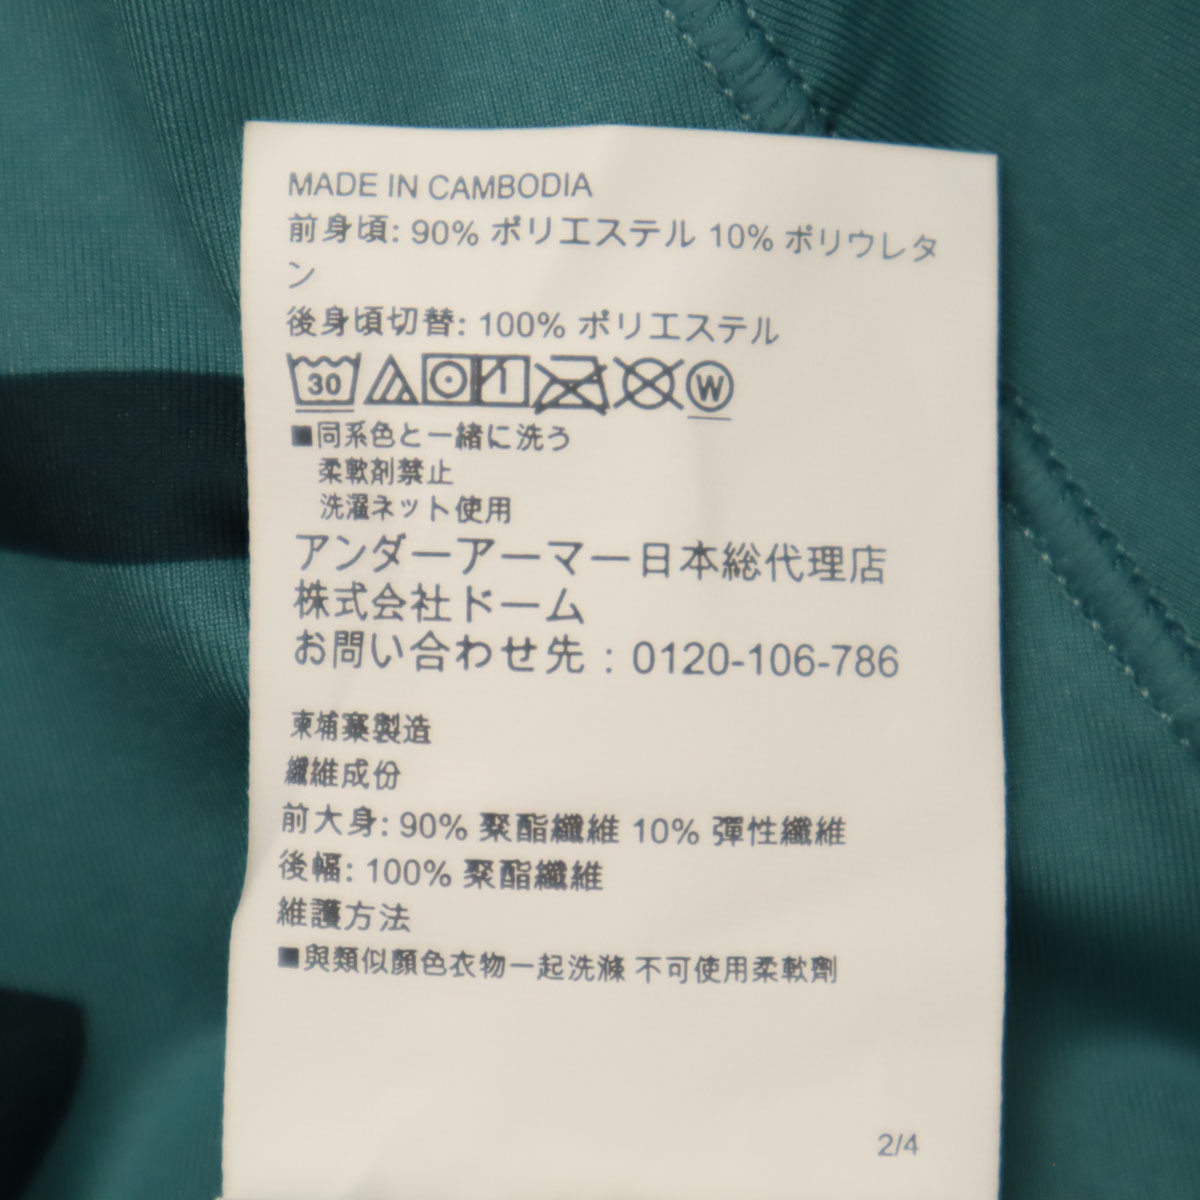 MADE IN CAMBODIA
前身頃: 90% ポリエステル 10% ポリウレタ
ン
後身頃切替: 100% ポリエステル
30 W
■同系色と一緒に洗う
柔軟剤禁止
洗濯ネット使用
アンダーアーマー日本総代理店
株式会社ドーム
お問い合わせ先：0120-106-786
柬埔寨製造
纖維成份
前大身: 90% 聚酯纖維 10% 彈性纖維
後幅: 100% 聚酯纖維
維護方法
■與類似顏色衣物一起洗滌 不可使用柔軟劑
2/4